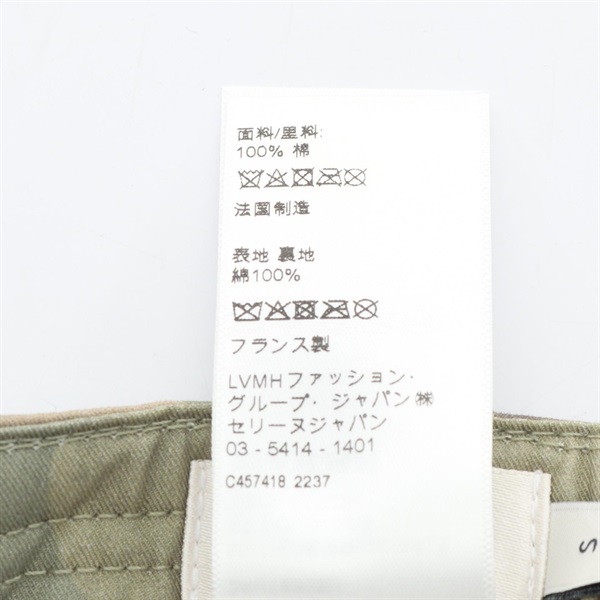 面料/里料:
100% 棉
法国制造
表地 裏地
綿100%
フランス製
LVMHファッション・
グループ・ジャパン㈱
セリーヌジャパン
03 - 5414 - 1401
C457418 2237
S